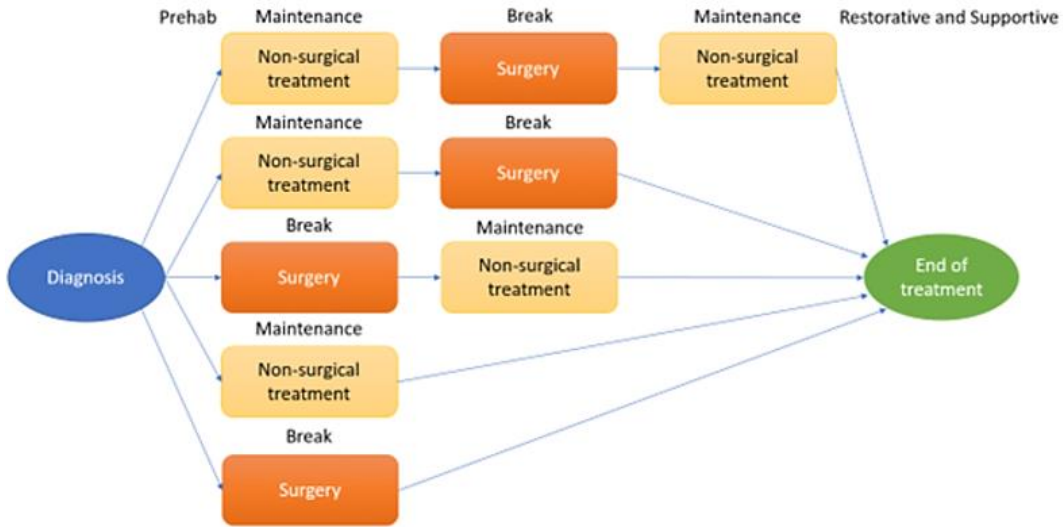 Prehab
Maintenance
Break
Maintenance
Restorative and Supportive
Non-surgical
treatment
Surgery
Non-surgical
treatment
Maintenance
Break
Non-surgical
treatment
Surgery
Break
Maintenance
Diagnosis
Surgery
Non-surgical
treatment
End of
treatment
Maintenance
Non-surgical
treatment
Break
Surgery